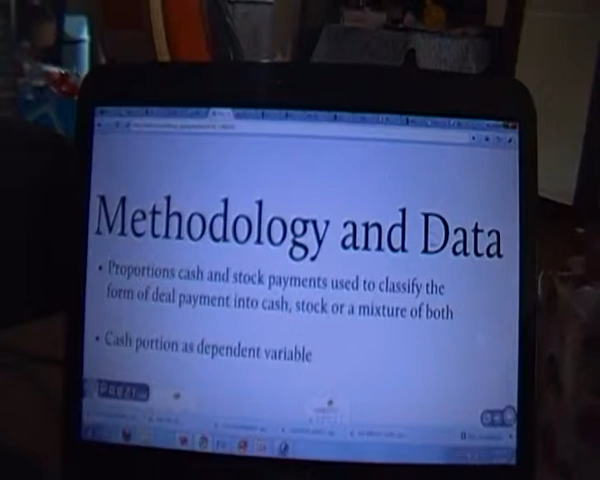 Methodology and Data
• Proportions cash and stock payments used to classify the
form of deal payment into cash, stock or a mixture of both
• Cash portion as dependent variable
PREZI